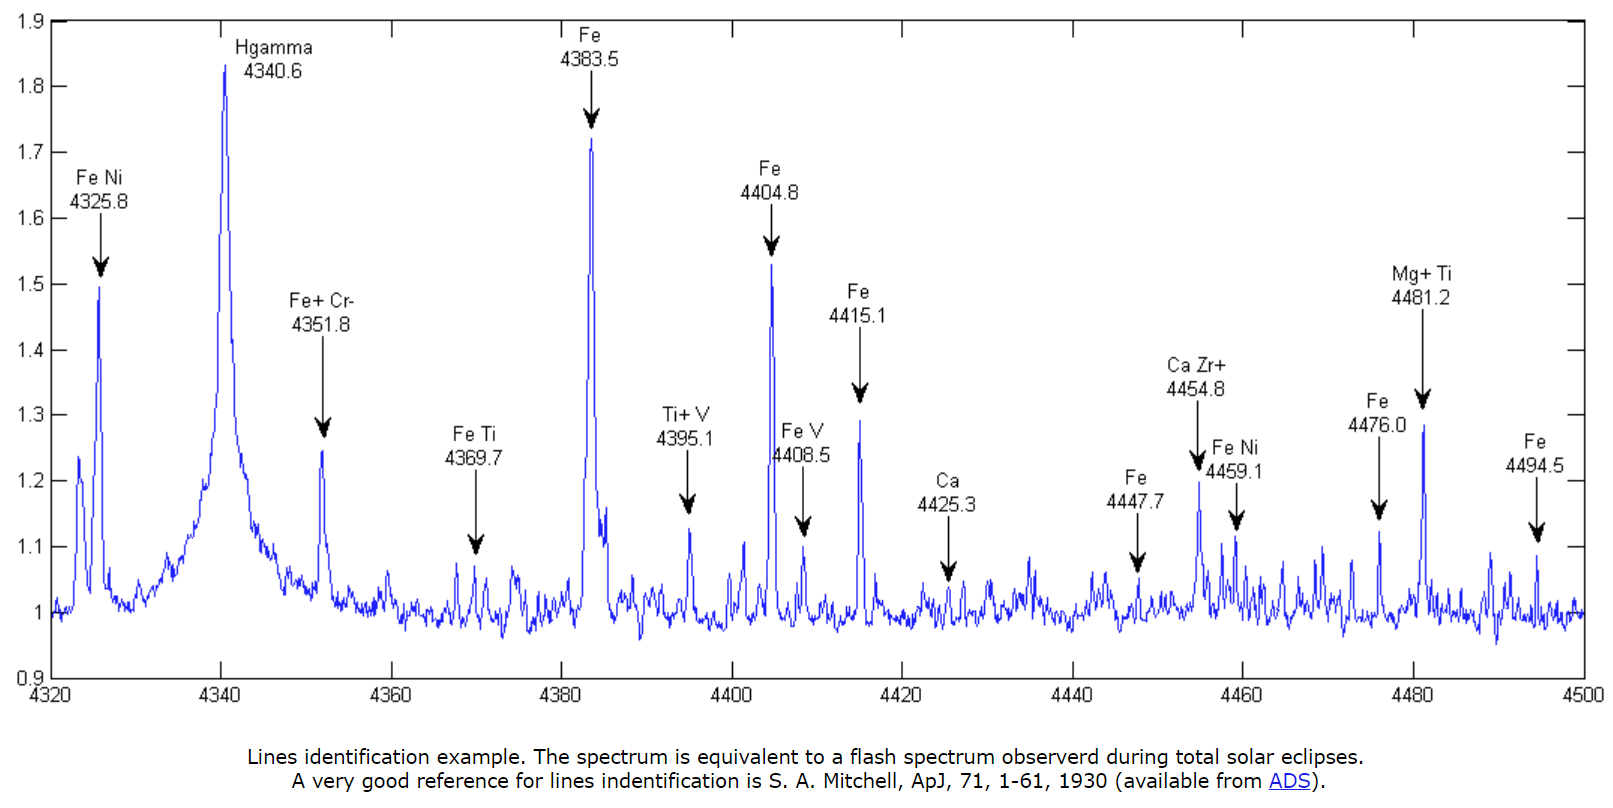 1.9
Hgamma
4340.6
Fe
4383.5
1.8
1.7
Fe Ni
4325.8
Fe
4404.8
1.6
1.5
Fe+ Cr-
4351.8
Fe
4415.1
Mg+ Ti
4481.2
1.4
Ca Zr+
4454.8
1.3
Fe Ti
4369.7
Ti+ V
4395.1
Fe V
4408.5
Fe Ni
4459.1
Fe
4476.0
Fe
4494.5
1.2
Ca
4425.3
Fe
4447.7
1.1
1
0.9
4320 4340 4360 4380 4400 4420 4440 4460 4480 4500
Lines identification example. The spectrum is equivalent to a flash spectrum observerd during total solar eclipses.
A very good reference for lines indentification is S. A. Mitchell, ApJ, 71, 1-61, 1930 (available from ADS).